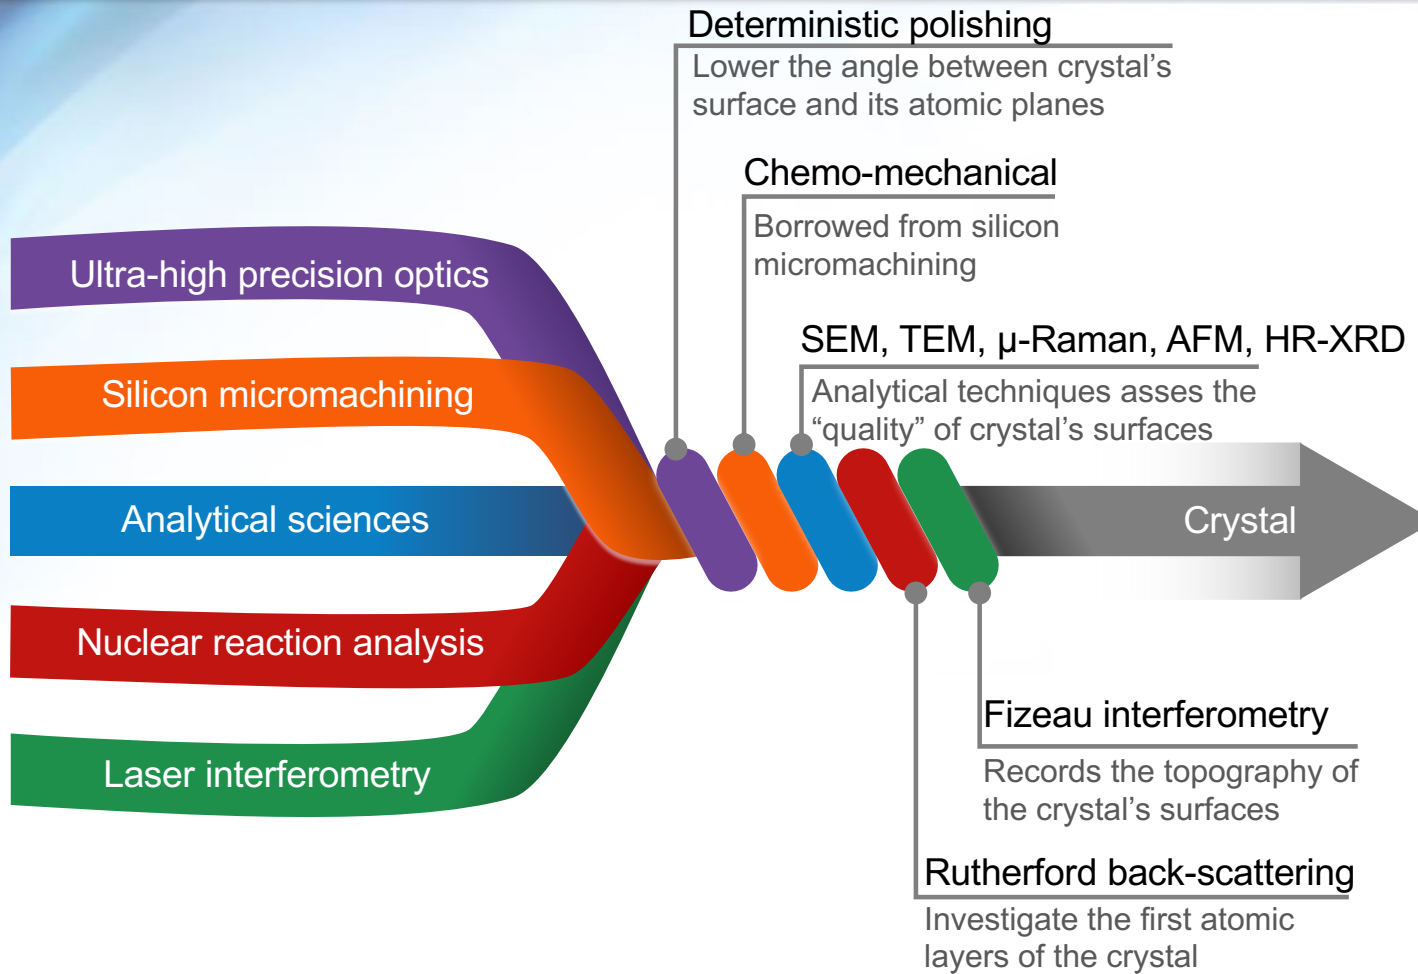 Deterministic polishing
Lower the angle between crystal's
surface and its atomic planes
Chemo-mechanical
Borrowed from silicon
micromachining
SEM, TEM, μ-Raman, AFM, HR-XRD
Analytical techniques asses the
“quality” of crystal's surfaces
Ultra-high precision optics
Silicon micromachining
Analytical sciences
Nuclear reaction analysis
Laser interferometry
Crystal
Fizeau interferometry
Records the topography of
the crystal's surfaces
Rutherford back-scattering
Investigate the first atomic
layers of the crystal